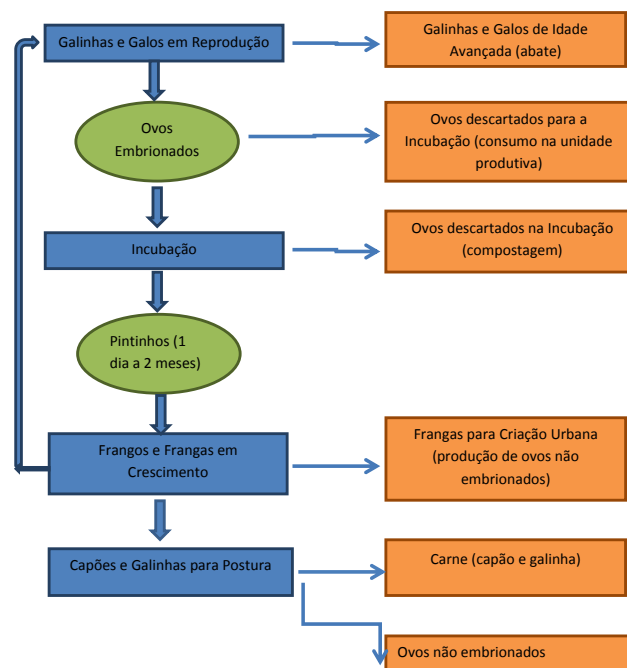 Galinhas e Galos em Reprodução
Galinhas e Galos de Idade
Avançada (abate)
Ovos
Embrionados
Ovos descartados para a
Incubação (consumo na unidade
produtiva)
Incubação
Ovos descartados na Incubação
(compostagem)
Pintinhos (1
dia a 2 meses)
Frangos e Frangas em
Crescimento
Frangas para Criação Urbana
(produção de ovos não
embrionados)
Capões e Galinhas para Postura
Carne (capão e galinha)
Ovos não embrionados